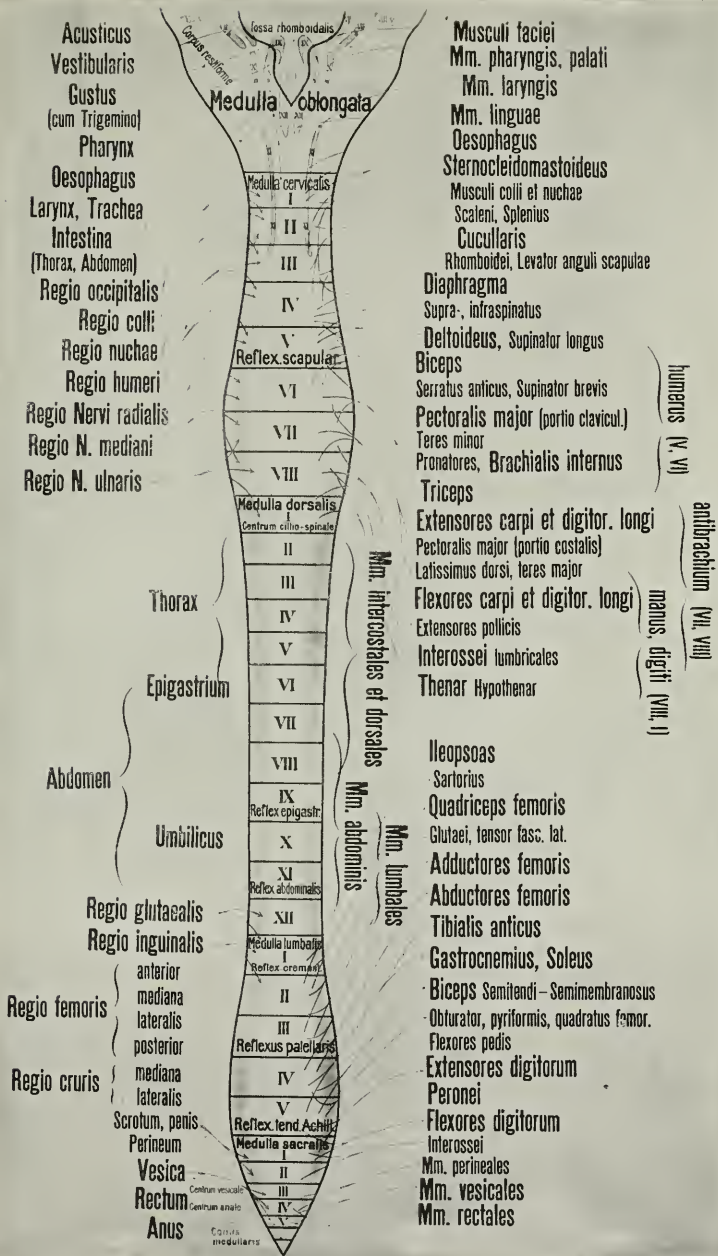 Acusticus
Vestibularis
Gustus
(cum Trigemino)
Pharynx
Oesophagus
Larynx, Trachea
Intestina
(Thorax, Abdomen)
Regio occipitalis
Regio colli
Regio nuchae
Regio humeri
Regio Nervi radialis
Regio N. mediani
Regio N. ulnaris
Thorax
Epigastrium
Abdomen
Umbilicus
Regio glutaealis
Regio inguinalis
Regio femoris
anterior
mediana
lateralis
posterior
Regio cruris
mediana
lateralis
Scrotum, penis
Perineum
Vesica
Rectum
Anus
fossa rhomboidalis
Corpus restiforme
Medulla oblongata
Medulla cervicalis
I
II
III
IV
V
Reflex. scapular.
VI
VII
VIII
Medulla dorsalis
I
Centrum cilio-spinale
II
III
IV
V
VI
VII
VIII
IX
Reflex epigastr.
X
XI
Reflex abdominalis
XII
Medulla lumbalis
I
Reflex cremast.
II
III
Reflexus patellaris
IV
V
Reflex. tend. Achill.
Medulla sacralis
I
II
Centrum vesicale III
Centrum anale IV
V
Conus
medullaris
Mm. intercostales et dorsales
Mm. abdominis
Mm. lumbales
Musculi faciei
Mm. pharyngis, palati
Mm. laryngis
Mm. linguae
Oesophagus
Sternocleidomastoideus
Musculi colli et nuchae
Scaleni, Splenius
Cucullaris
Rhomboidei, Levator anguli scapulae
Diaphragma
Supra-, infraspinatus
Deltoideus, Supinator longus
Biceps
Serratus anticus, Supinator brevis
Pectoralis major (portio clavicul.)
Teres minor
Pronatores, Brachialis internus
Triceps
Extensores carpi et digitor. longi
Pectoralis major (portio costalis)
Latissimus dorsi, teres major
Flexores carpi et digitor. longi
Extensores pollicis
Interossei lumbricales
Thenar Hypothenar
humerus (V, VI)
antibrachium (VII, VIII)
manus, digiti (VIII, I)
Ileopsoas
Sartorius
Quadriceps femoris
Glutaei, tensor fasc. lat.
Adductores femoris
Abductores femoris
Tibialis anticus
Gastrocnemius, Soleus
Biceps Semitendi-Semimembranosus
Obturator, pyriformis, quadratus femor.
Flexores pedis
Extensores digitorum
Peronei
Flexores digitorum
Interossei
Mm. perineales
Mm. vesicales
Mm. rectales